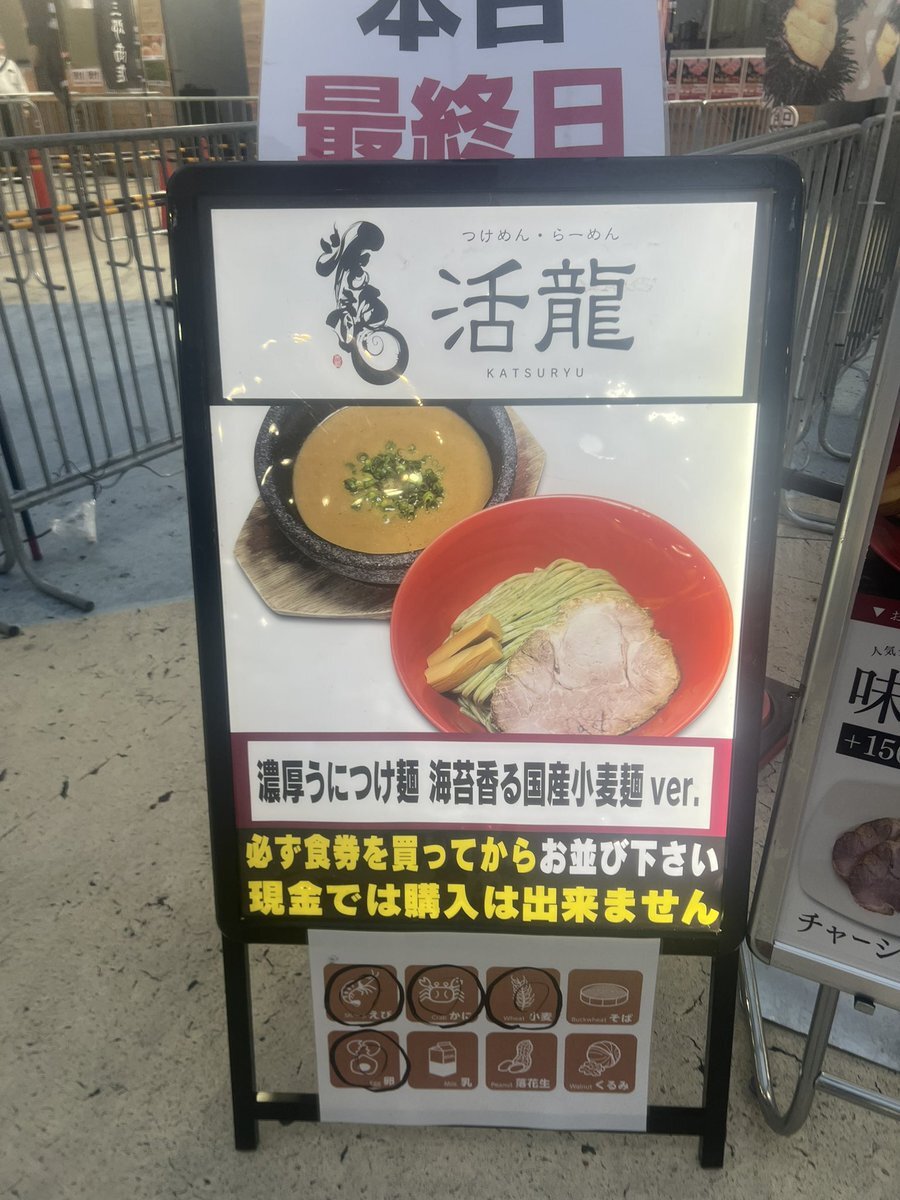 本日
最終日
つけめん・らーめん
活龍
KATSURYU
濃厚うにつけ麺 海苔香る国産小麦麺 ver.
必ず食券を買ってからお並び下さい
現金では購入は出来ません
えび
Crab かに
Wheat 小麦
Buckwheat そば
Egg 卵
Milk 乳
Peanut 落花生
Walnut くるみ
人気
味
+150
チャーシ